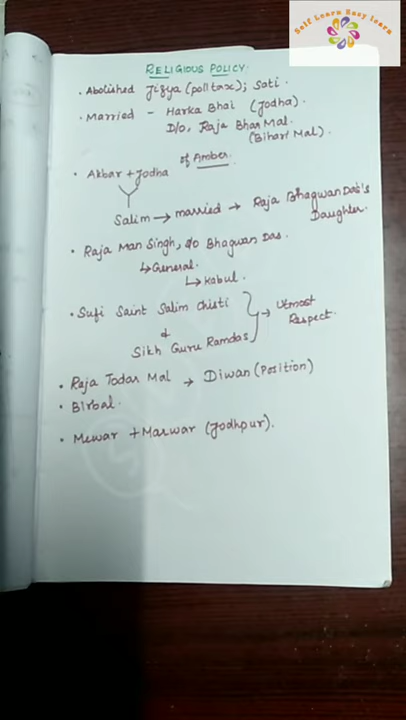 Self Learn Easy learn
RELIGIOUS POLICY.
• Abolished Jizya (poll tax); Sati.
• Married - Harka Bhai (Jodha).
D/o, Raja Bhar Mal.
(Bihari Mal).
of Amber.
• Akbar + Jodha
Salim → married → Raja Bhagwan Das's
Daughter.
• Raja Man Singh, s/o Bhagwan Das.
↳ General.
↳ Kabul.
• Sufi Saint Salim Chisti
&
Sikh Guru Ramdas
→ Utmost
Respect.
• Raja Todar Mal → Diwan (Position)
• Birbal.
• Mewar + Marwar (Jodhpur).